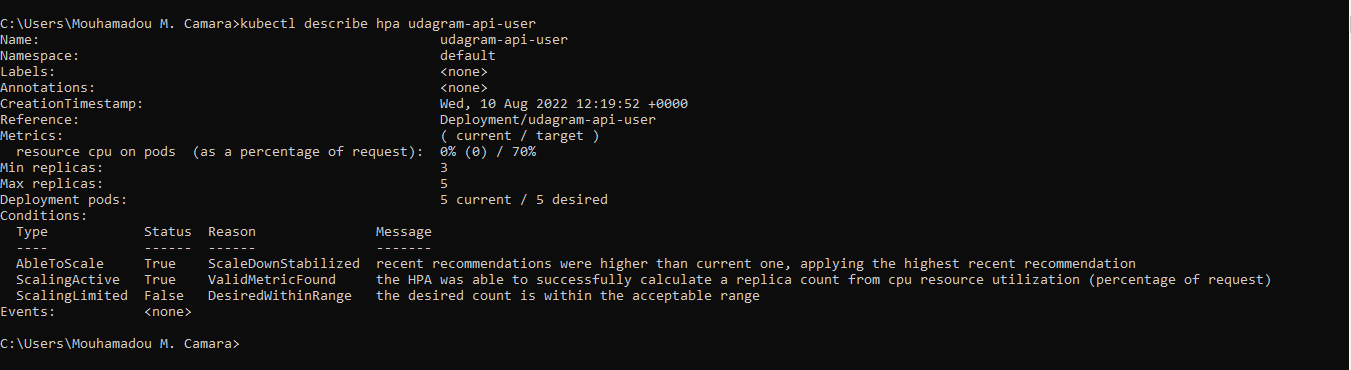 C:\Users\Mouhamadou M. Camara>kubectl describe hpa udagram-api-user
Name:                                                  udagram-api-user
Namespace:                                             default
Labels:                                                <none>
Annotations:                                           <none>
CreationTimestamp:                                     Wed, 10 Aug 2022 12:19:52 +0000
Reference:                                             Deployment/udagram-api-user
Metrics:                                               ( current / target )
  resource cpu on pods  (as a percentage of request):  0% (0) / 70%
Min replicas:                                          3
Max replicas:                                          5
Deployment pods:                                       5 current / 5 desired
Conditions:
  Type            Status  Reason               Message
  ----            ------  ------               -------
  AbleToScale     True    ScaleDownStabilized  recent recommendations were higher than current one, applying the highest recent recommendation
  ScalingActive   True    ValidMetricFound     the HPA was able to successfully calculate a replica count from cpu resource utilization (percentage of request)
  ScalingLimited  False   DesiredWithinRange   the desired count is within the acceptable range
Events:           <none>
C:\Users\Mouhamadou M. Camara>